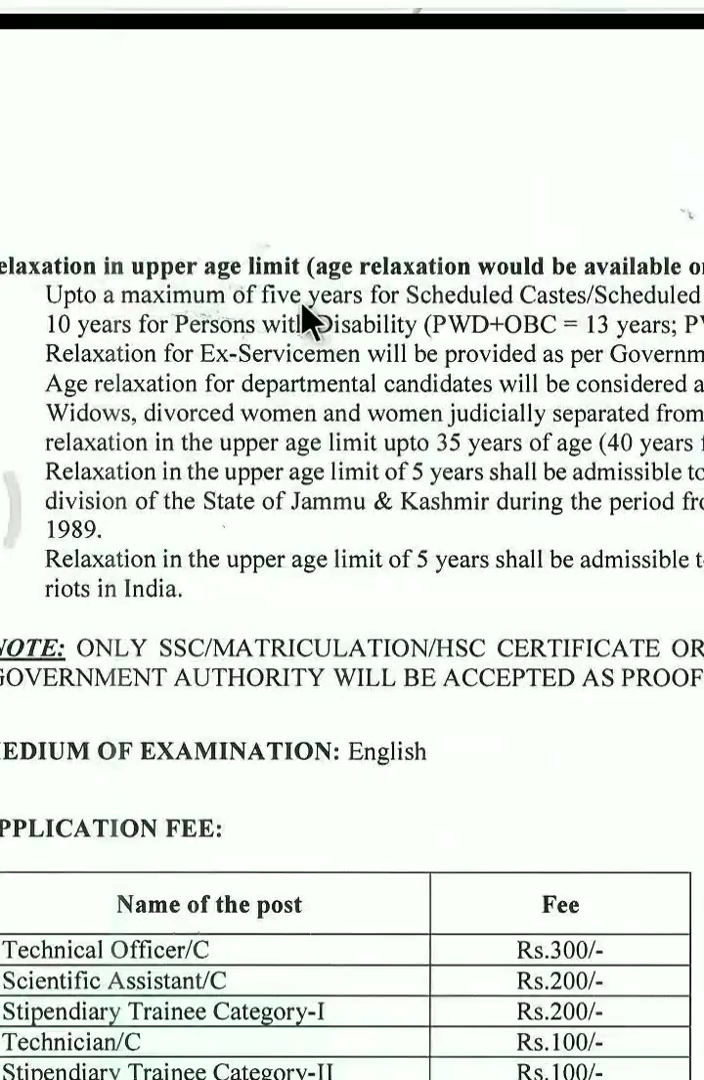 elaxation in upper age limit (age relaxation would be available
Upto a maximum of five years for Scheduled Castes/Scheduled
10 years for Persons with Disability (PWD+OBC = 13 years;
Relaxation for Ex-Servicemen will be provided as per Governm
Age relaxation for departmental candidates will be considered a
Widows, divorced women and women judicially separated from
relaxation in the upper age limit upto 35 years of age (40 years
Relaxation in the upper age limit of 5 years shall be admissible to
division of the State of Jammu & Kashmir during the period fro
1989.
Relaxation in the upper age limit of 5 years shall be admissible t
riots in India.
NOTE: ONLY SSC/MATRICULATION/HSC CERTIFICATE OR
GOVERNMENT AUTHORITY WILL BE ACCEPTED AS PROOF
EDIUM OF EXAMINATION: English
PPLICATION FEE:
Name of the post Fee
Technical Officer/C Rs.300/-
Scientific Assistant/C Rs.200/-
Stipendiary Trainee Category-I Rs.200/-
Technician/C Rs.100/-
Stipendiary Trainee Category-II Rs.100/-